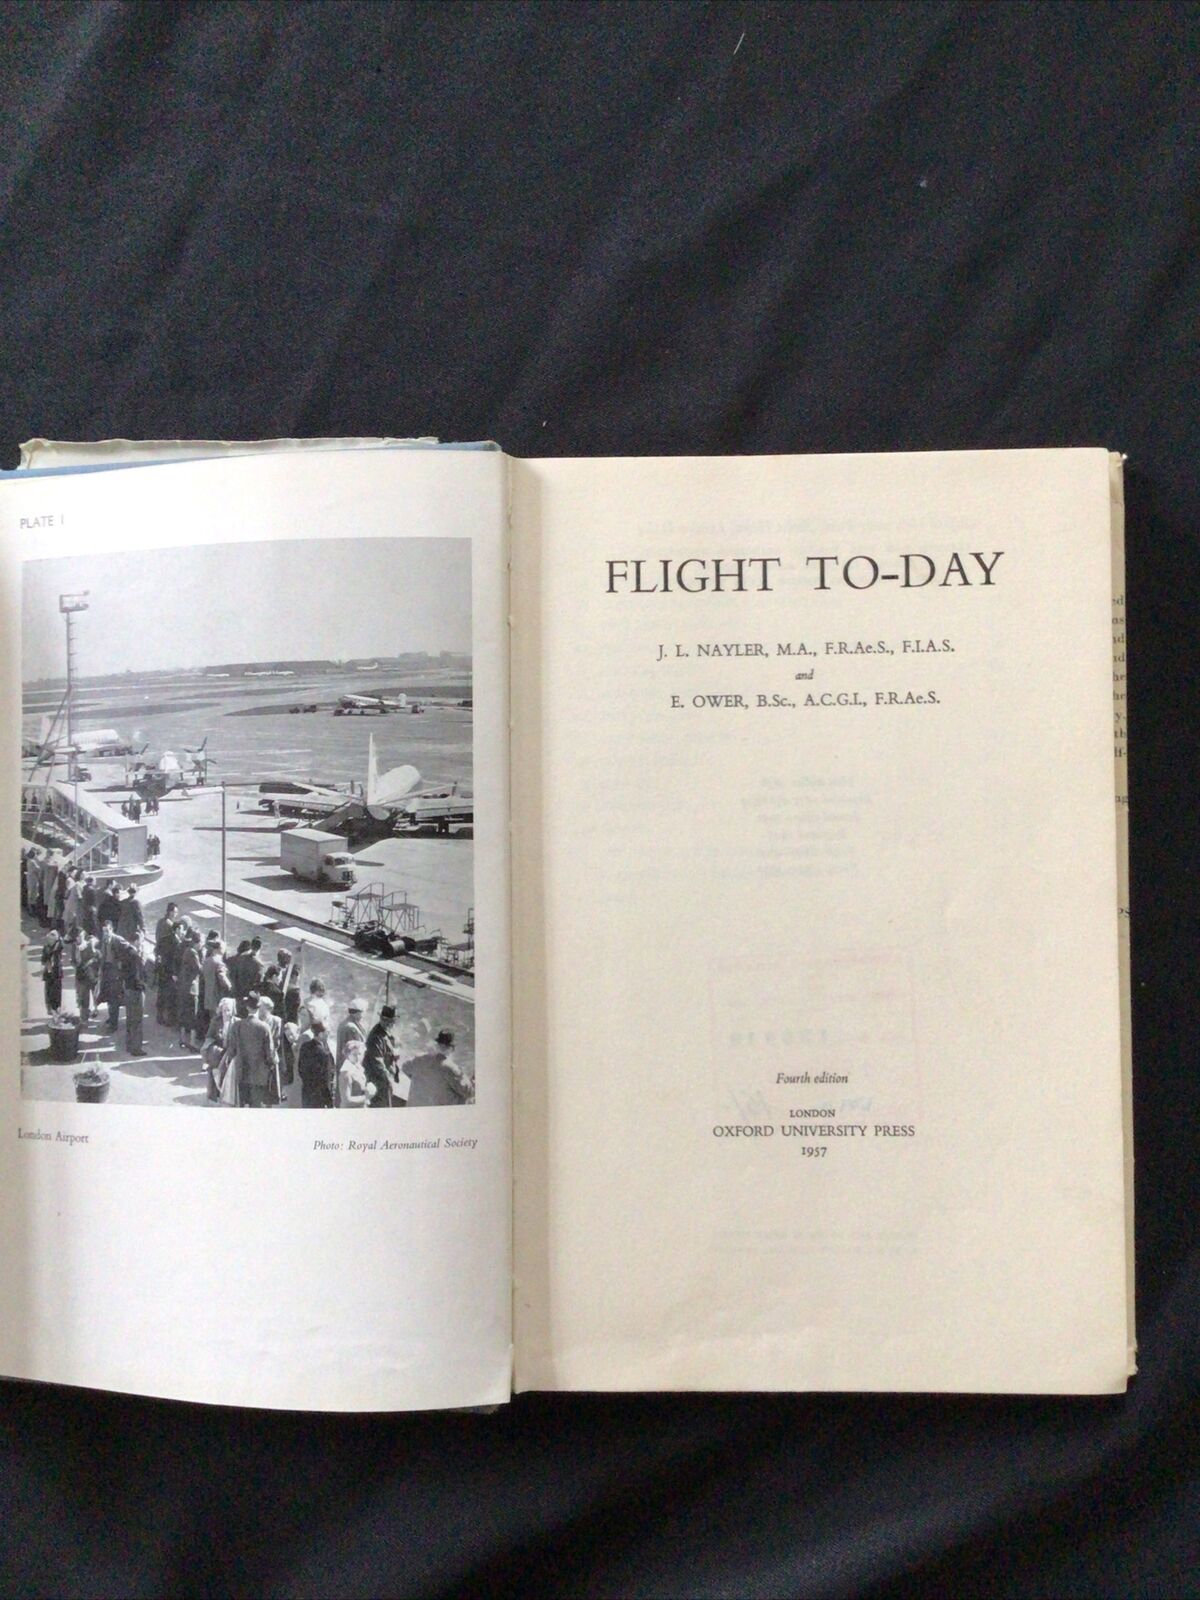 PLATE I
London Airport
Photo: Royal Aeronautical Society
FLIGHT TO-DAY
J. L. NAYLER, M.A., F.R.Ae.S., F.I.A.S.
and
E. OWER, B.Sc., A.C.G.I., F.R.Ae.S.
Fourth edition
LONDON
OXFORD UNIVERSITY PRESS
1957